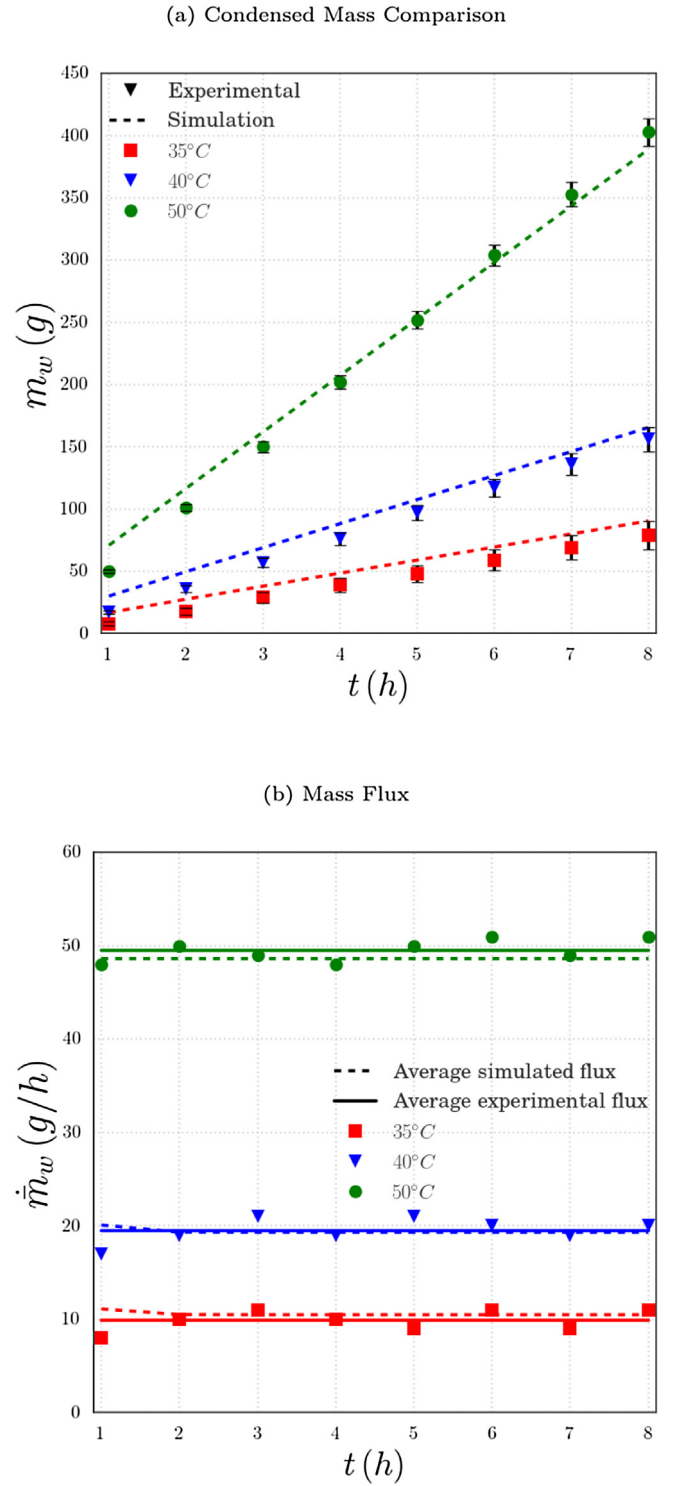 (a) Condensed Mass Comparison
450
400
350
300
250
200
150
100
50
0
m_w (g)
Experimental
Simulation
35°C
40°C
50°C
1 2 3 4 5 6 7 8
t (h)
(b) Mass Flux
60
50
40
30
20
10
0
ṁ̄_w (g/h)
Average simulated flux
Average experimental flux
35°C
40°C
50°C
1 2 3 4 5 6 7 8
t (h)